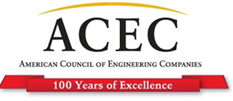 ACEC
AMERICAN COUNCIL OF ENGINEERING COMPANIES
100 Years of Excellence